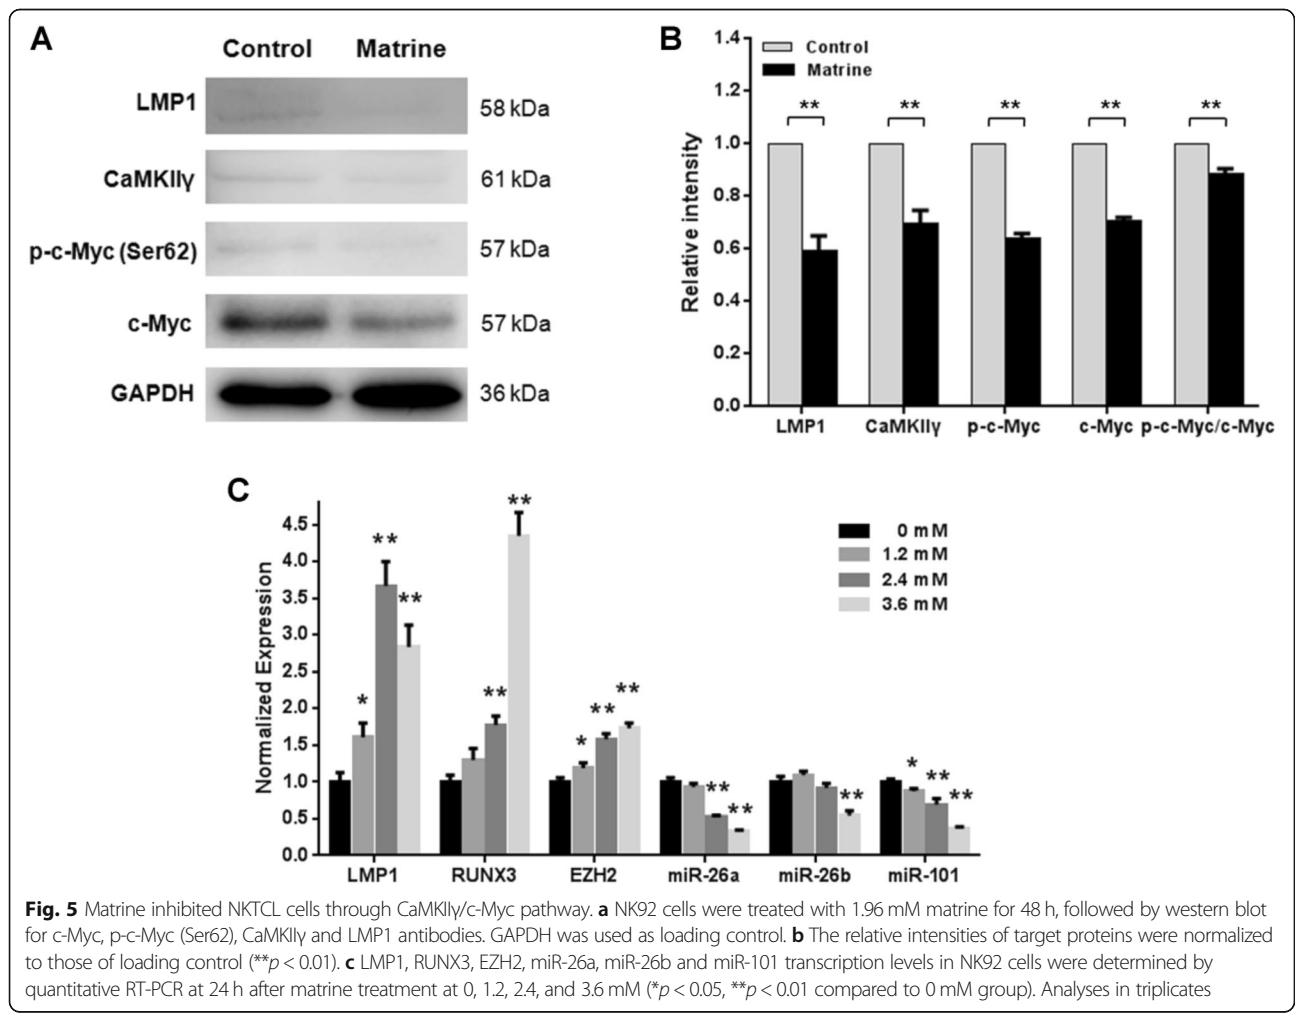 A
Control Matrine
LMP1 58 kDa
CaMKIIγ 61 kDa
p-c-Myc (Ser62) 57 kDa
c-Myc 57 kDa
GAPDH 36 kDa
B
Relative intensity
1.4
1.2
1.0
0.8
0.6
0.4
0.2
0.0
Control
Matrine
** ** ** ** **
LMP1 CaMKIIγ p-c-Myc c-Myc p-c-Myc/c-Myc
C
Normalized Expression
4.5
4.0
3.5
3.0
2.5
2.0
1.5
1.0
0.5
0.0
* ** **
** **
* ** **
** **
**
* ** **
0 mM
1.2 mM
2.4 mM
3.6 mM
LMP1 RUNX3 EZH2 miR-26a miR-26b miR-101
Fig. 5 Matrine inhibited NKTCL cells through CaMKIIγ/c-Myc pathway. a NK92 cells were treated with 1.96 mM matrine for 48 h, followed by western blot
for c-Myc, p-c-Myc (Ser62), CaMKIIγ and LMP1 antibodies. GAPDH was used as loading control. b The relative intensities of target proteins were normalized
to those of loading control (**p < 0.01). c LMP1, RUNX3, EZH2, miR-26a, miR-26b and miR-101 transcription levels in NK92 cells were determined by
quantitative RT-PCR at 24 h after matrine treatment at 0, 1.2, 2.4, and 3.6 mM (*p < 0.05, **p < 0.01 compared to 0 mM group). Analyses in triplicates